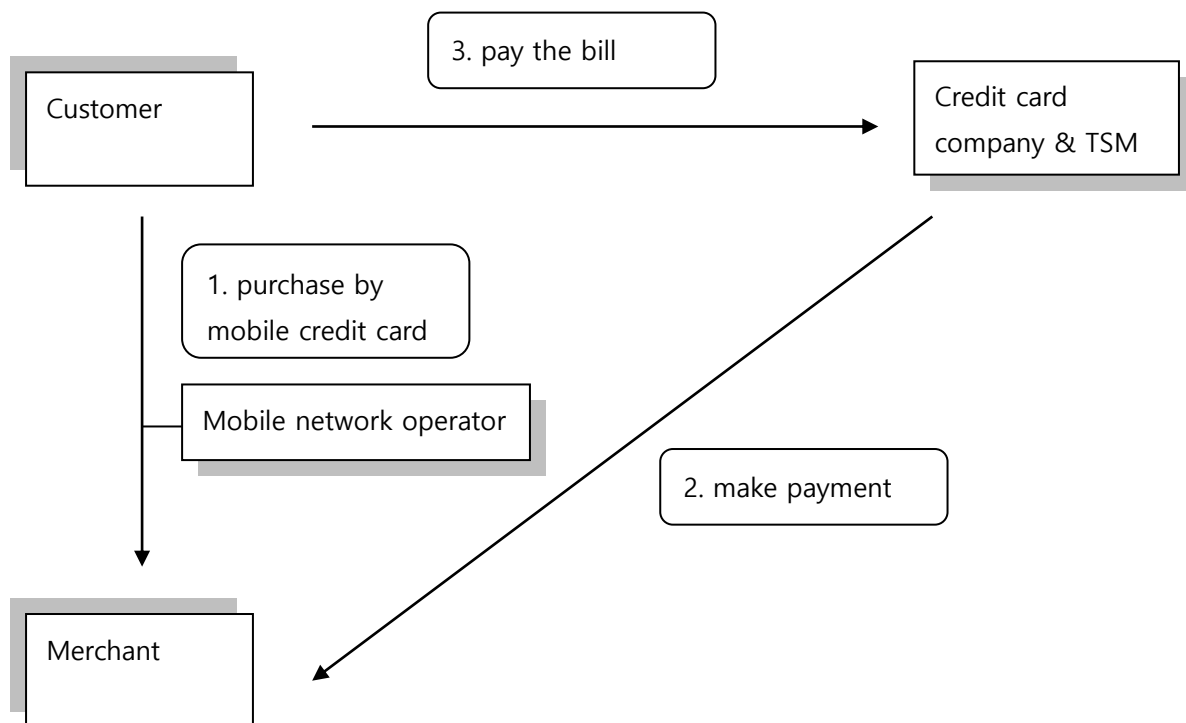 3. pay the bill
Customer
Credit card
company & TSM
1. purchase by
mobile credit card
Mobile network operator
2. make payment
Merchant